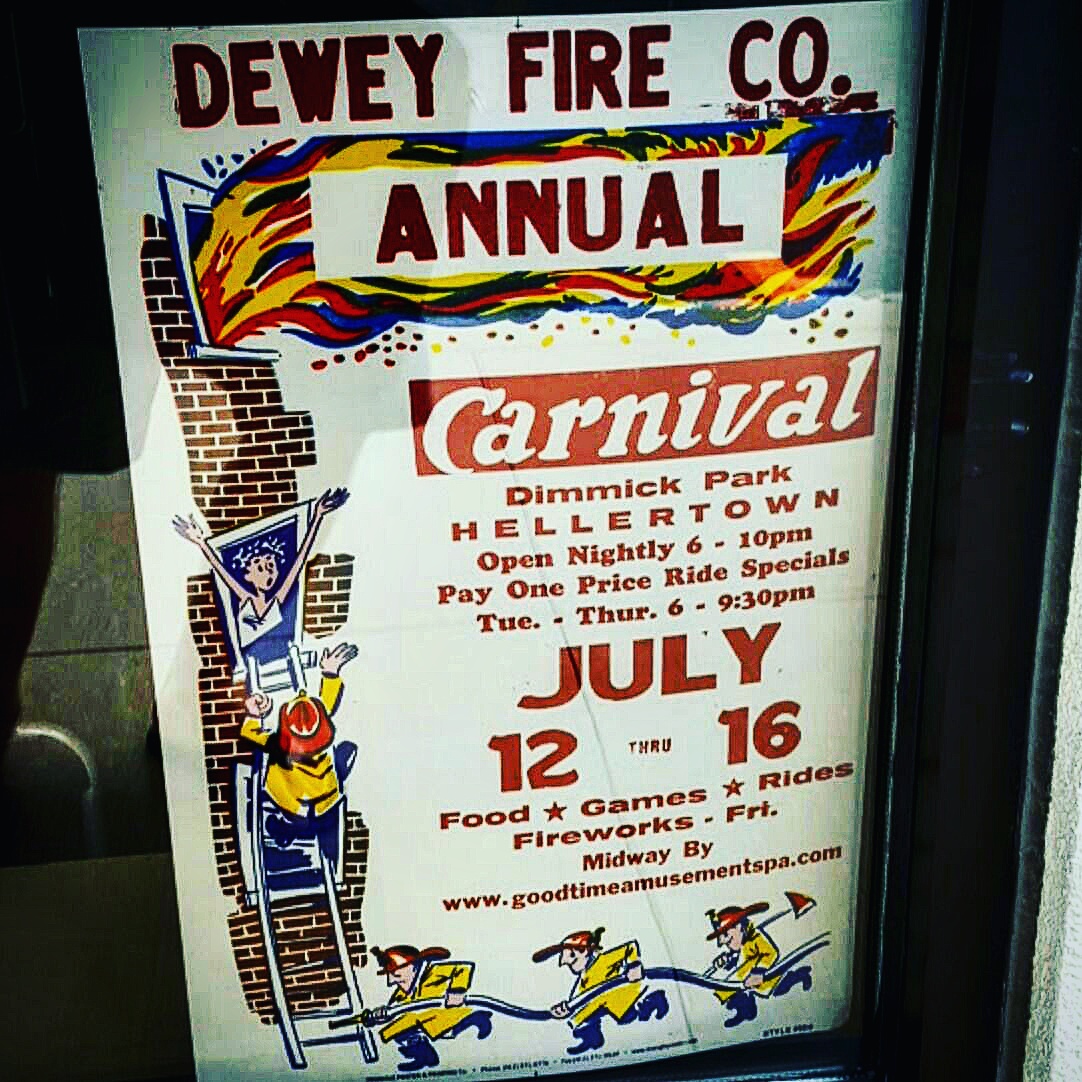 DEWEY FIRE CO.
ANNUAL
Carnival
Dimmick Park
HELLERTOWN
Open Nightly 6 - 10pm
Pay One Price Ride Specials
Tue. - Thur. 6 - 9:30pm
JULY
12 THRU 16
Food ★ Games ★ Rides
Fireworks - Fri.
Midway By
www.goodtimeamusementspa.com